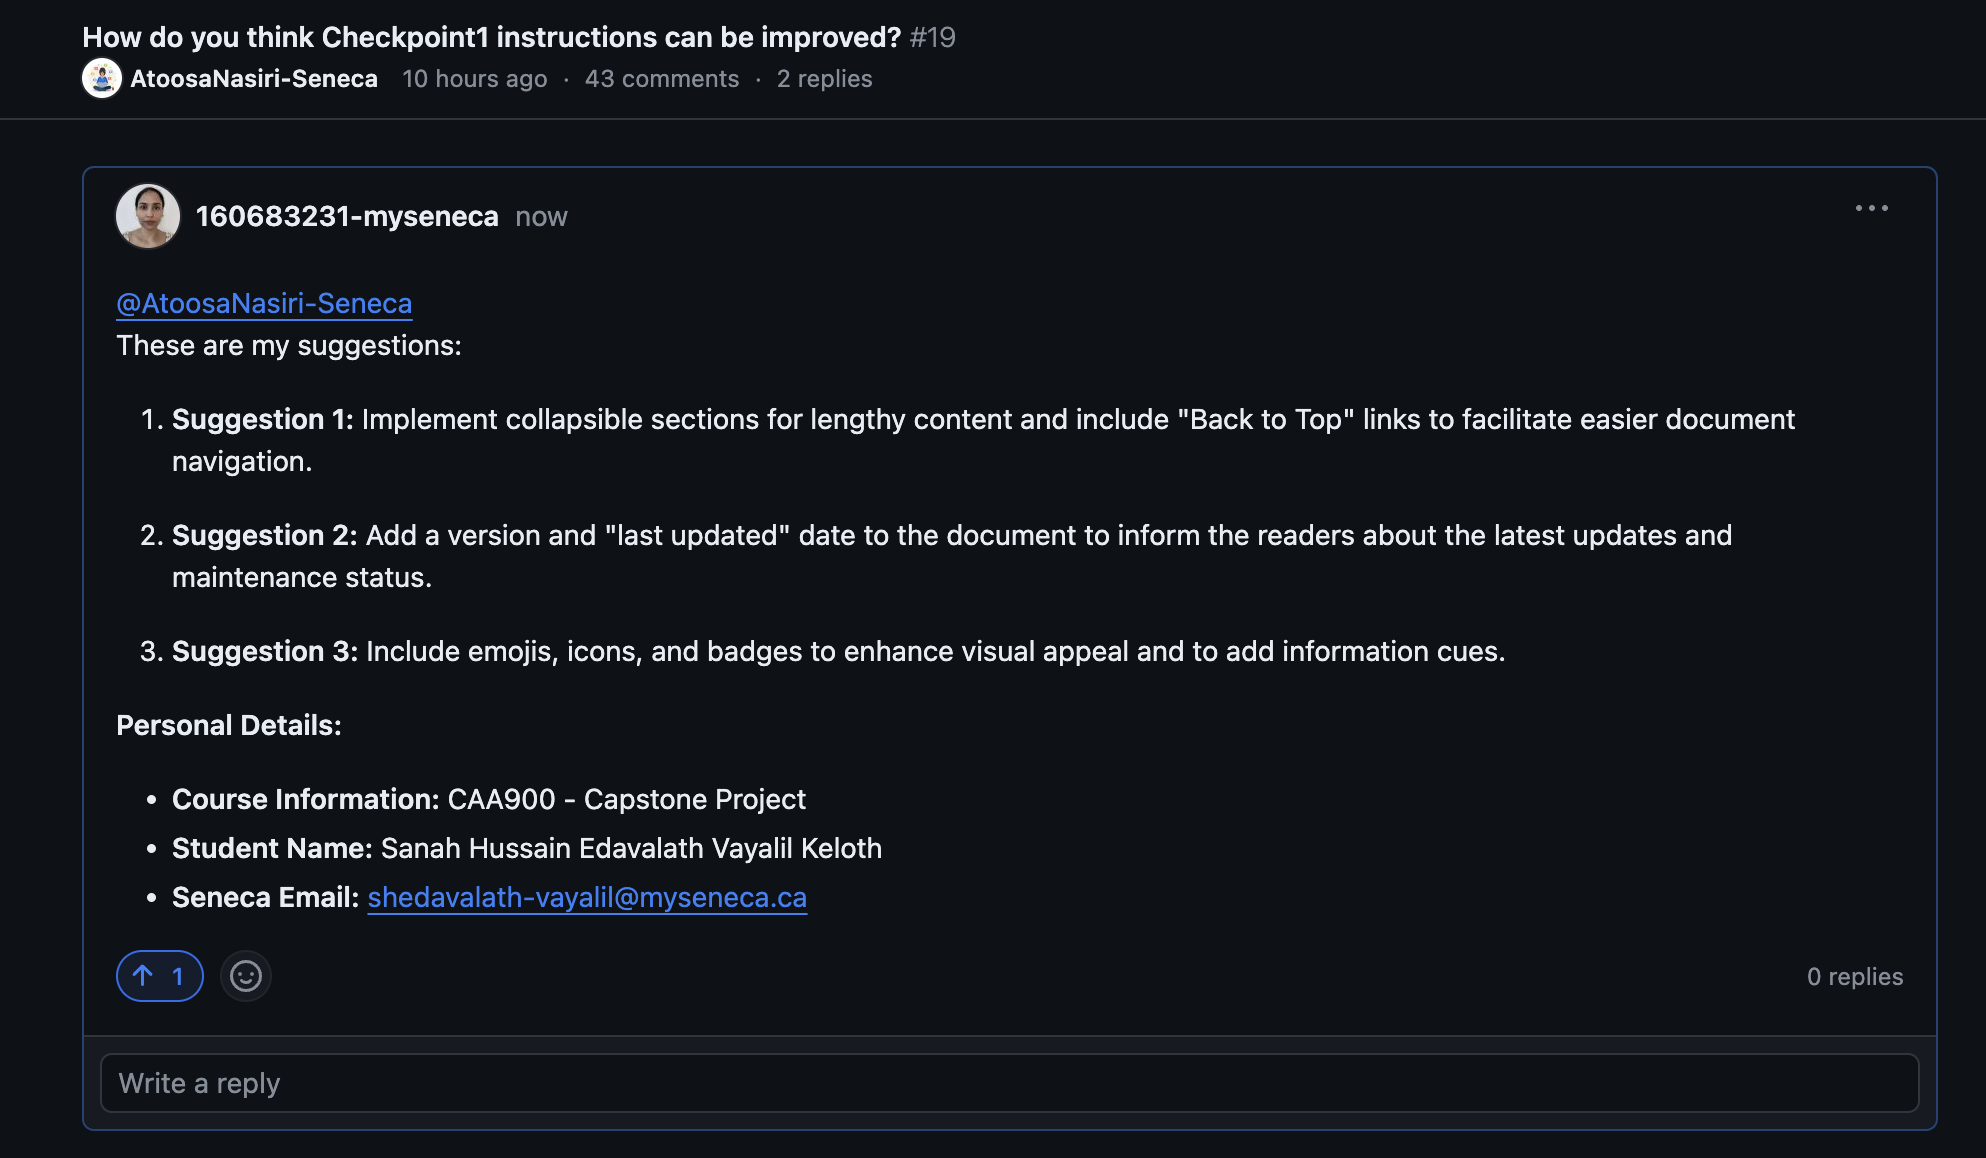 How do you think Checkpoint1 instructions can be improved? #19
AtoosaNasiri-Seneca 10 hours ago · 43 comments · 2 replies
160683231-myseneca now
@AtoosaNasiri-Seneca
These are my suggestions:
1. Suggestion 1: Implement collapsible sections for lengthy content and include "Back to Top" links to facilitate easier document
navigation.
2. Suggestion 2: Add a version and "last updated" date to the document to inform the readers about the latest updates and
maintenance status.
3. Suggestion 3: Include emojis, icons, and badges to enhance visual appeal and to add information cues.
Personal Details:
• Course Information: CAA900 - Capstone Project
• Student Name: Sanah Hussain Edavalath Vayalil Keloth
• Seneca Email: shedavalath-vayalil@myseneca.ca
1
0 replies
Write a reply